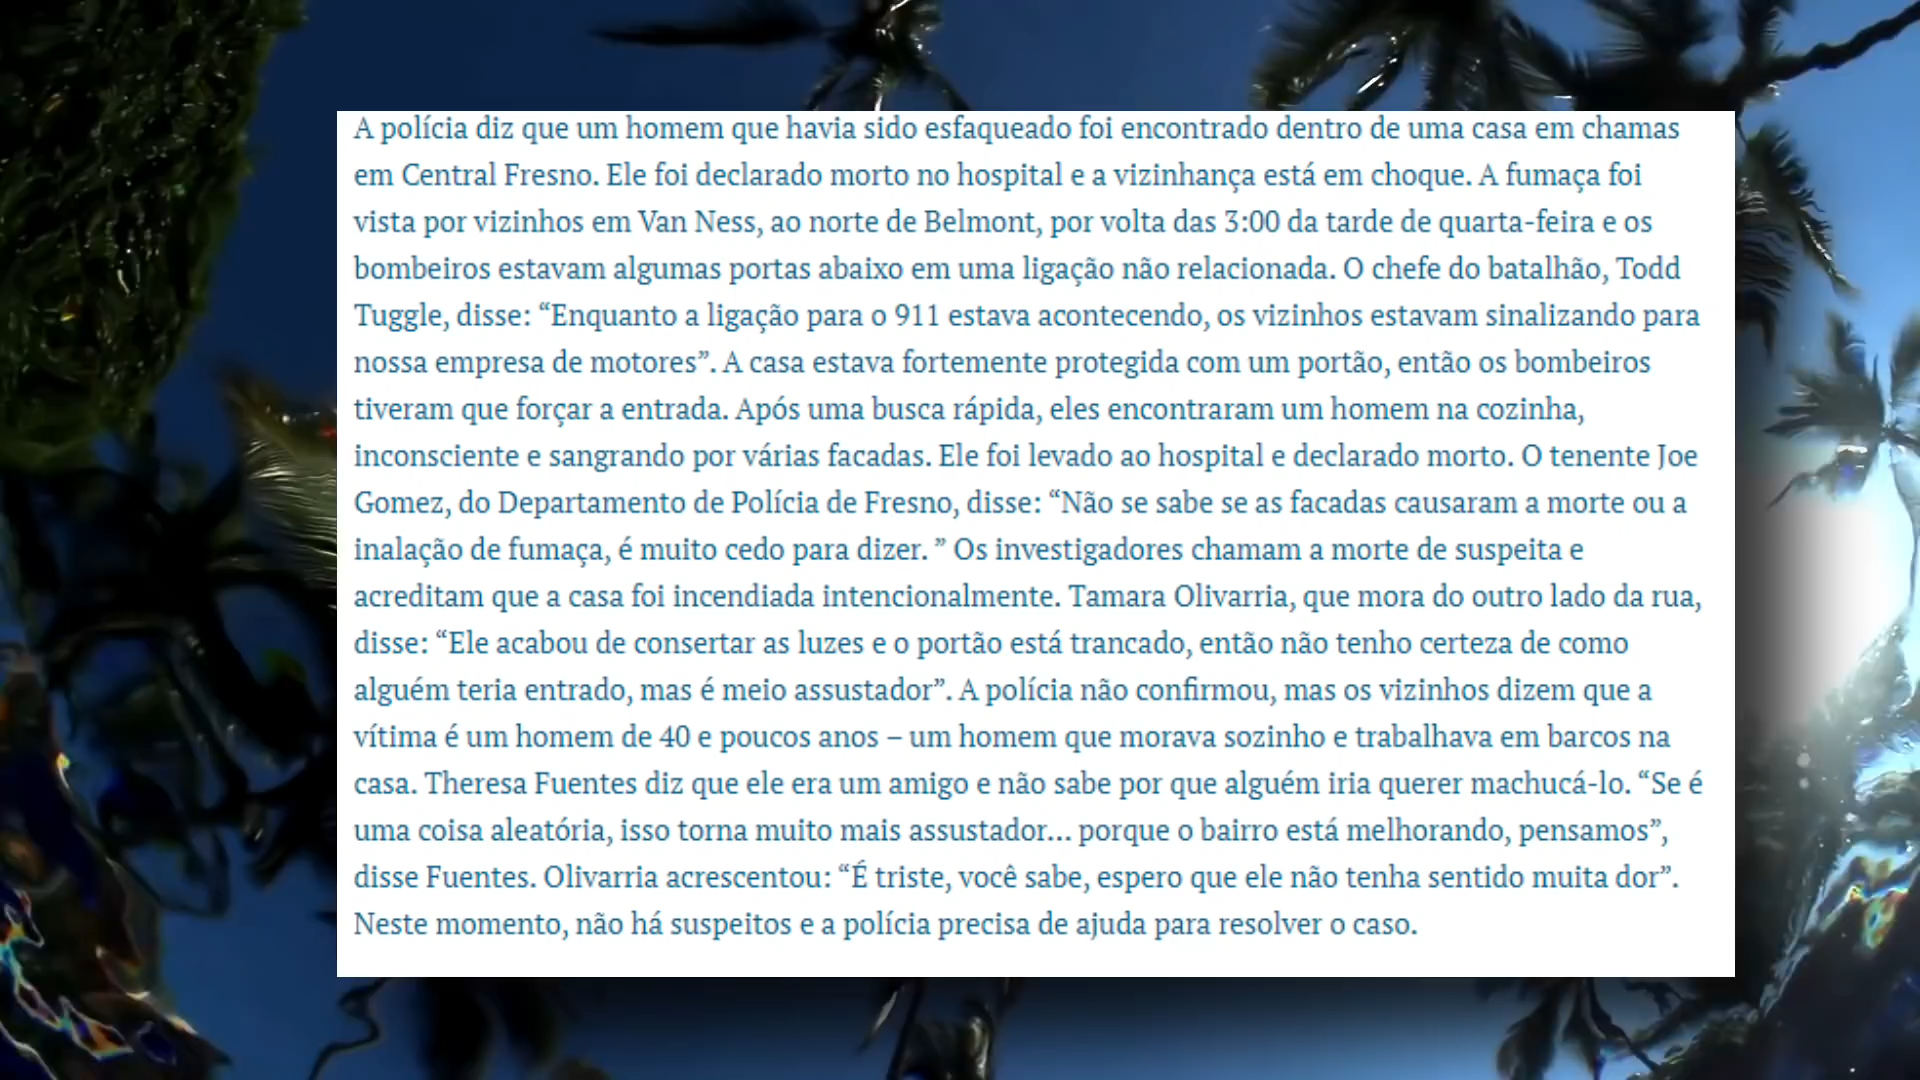 A polícia diz que um homem que havia sido esfaqueado foi encontrado dentro de uma casa em chamas
em Central Fresno. Ele foi declarado morto no hospital e a vizinhança está em choque. A fumaça foi
vista por vizinhos em Van Ness, ao norte de Belmont, por volta das 3:00 da tarde de quarta-feira e os
bombeiros estavam algumas portas abaixo em uma ligação não relacionada. O chefe do batalhão, Todd
Tuggle, disse: “Enquanto a ligação para o 911 estava acontecendo, os vizinhos estavam sinalizando para
nossa empresa de motores”. A casa estava fortemente protegida com um portão, então os bombeiros
tiveram que forçar a entrada. Após uma busca rápida, eles encontraram um homem na cozinha,
inconsciente e sangrando por várias facadas. Ele foi levado ao hospital e declarado morto. O tenente Joe
Gomez, do Departamento de Polícia de Fresno, disse: “Não se sabe se as facadas causaram a morte ou a
inalação de fumaça, é muito cedo para dizer. ” Os investigadores chamam a morte de suspeita e
acreditam que a casa foi incendiada intencionalmente. Tamara Olivarria, que mora do outro lado da rua,
disse: “Ele acabou de consertar as luzes e o portão está trancado, então não tenho certeza de como
alguém teria entrado, mas é meio assustador”. A polícia não confirmou, mas os vizinhos dizem que a
vítima é um homem de 40 e poucos anos – um homem que morava sozinho e trabalhava em barcos na
casa. Theresa Fuentes diz que ele era um amigo e não sabe por que alguém iria querer machucá-lo. “Se é
uma coisa aleatória, isso torna muito mais assustador... porque o bairro está melhorando, pensamos”,
disse Fuentes. Olivarria acrescentou: “É triste, você sabe, espero que ele não tenha sentido muita dor”.
Neste momento, não há suspeitos e a polícia precisa de ajuda para resolver o caso.